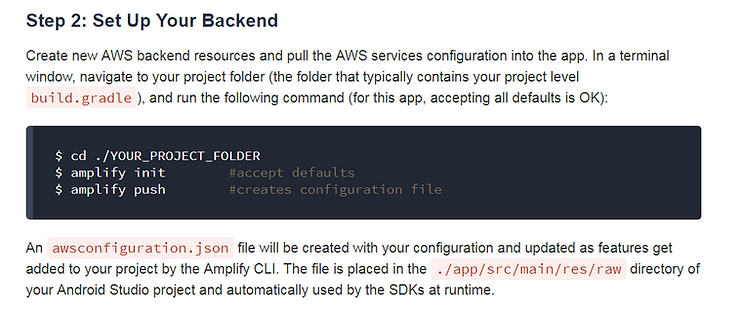 Step 2: Set Up Your Backend
Create new AWS backend resources and pull the AWS services configuration into the app. In a terminal
window, navigate to your project folder (the folder that typically contains your project level
build.gradle ), and run the following command (for this app, accepting all defaults is OK):
$ cd ./YOUR_PROJECT_FOLDER
$ amplify init #accept defaults
$ amplify push #creates configuration file
An awsconfiguration.json file will be created with your configuration and updated as features get
added to your project by the Amplify CLI. The file is placed in the ./app/src/main/res/raw directory of
your Android Studio project and automatically used by the SDKs at runtime.